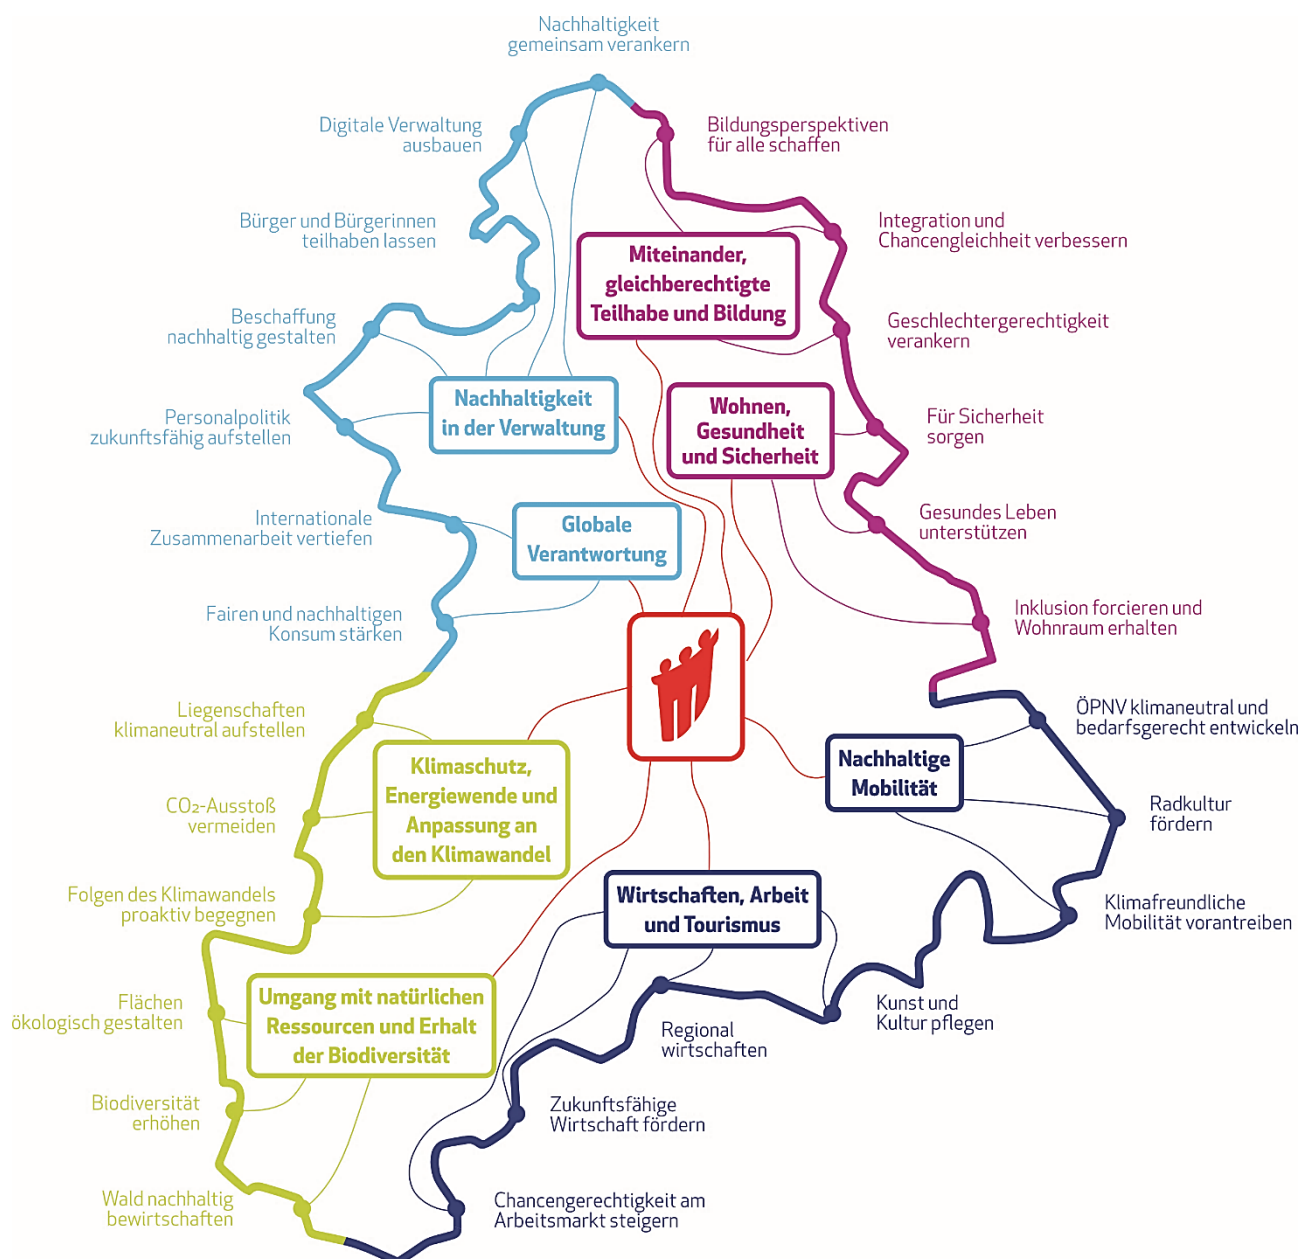 Nachhaltigkeit
gemeinsam verankern
Digitale Verwaltung
ausbauen
Bürger und Bürgerinnen
teilhaben lassen
Beschaffung
nachhaltig gestalten
Personalpolitik
zukunftsfähig aufstellen
Nachhaltigkeit
in der Verwaltung
Internationale
Zusammenarbeit vertiefen
Fairen und nachhaltigen
Konsum stärken
Globale
Verantwortung
Bildungsperspektiven
für alle schaffen
Integration und
Chancengleichheit verbessern
Geschlechtergerechtigkeit
verankern
Miteinander,
gleichberechtigte
Teilhabe und Bildung
Wohnen,
Gesundheit
und Sicherheit
Für Sicherheit
sorgen
Gesundes Leben
unterstützen
Inklusion forcieren und
Wohnraum erhalten
Liegenschaften
klimaneutral aufstellen
CO₂-Ausstoß
vermeiden
Folgen des Klimawandels
proaktiv begegnen
Klimaschutz,
Energiewende und
Anpassung an
den Klimawandel
Flächen
ökologisch gestalten
Biodiversität
erhöhen
Wald nachhaltig
bewirtschaften
Umgang mit natürlichen
Ressourcen und Erhalt
der Biodiversität
Nachhaltige
Mobilität
ÖPNV klimaneutral und
bedarfsgerecht entwickeln
Radkultur
fördern
Klimafreundliche
Mobilität vorantreiben
Wirtschaften, Arbeit
und Tourismus
Kunst und
Kultur pflegen
Regional
wirtschaften
Zukunftsfähige
Wirtschaft fördern
Chancengerechtigkeit am
Arbeitsmarkt steigern